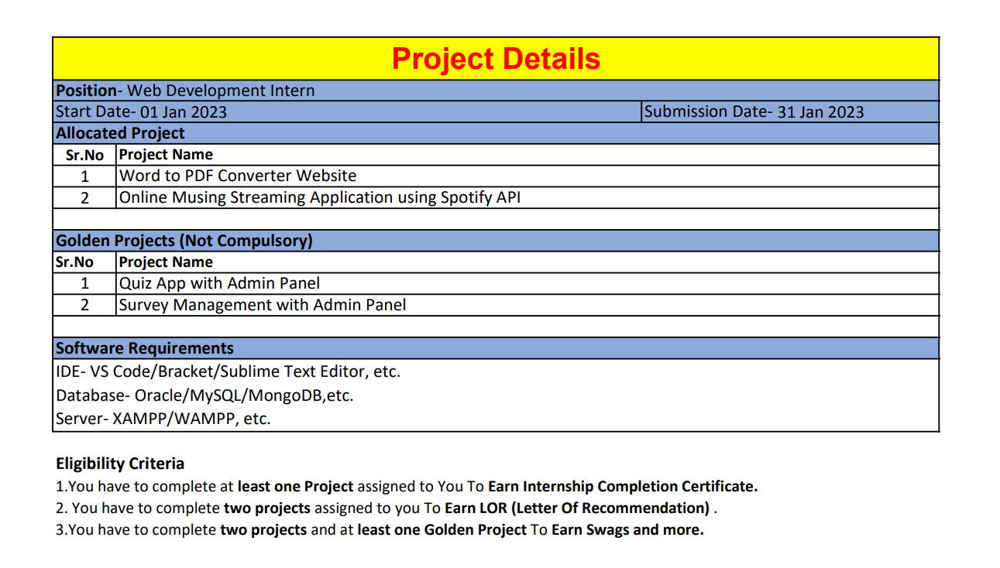 Project Details
Position- Web Development Intern
Start Date- 01 Jan 2023 Submission Date- 31 Jan 2023
Allocated Project
Sr.No Project Name
1 Word to PDF Converter Website
2 Online Musing Streaming Application using Spotify API
Golden Projects (Not Compulsory)
Sr.No Project Name
1 Quiz App with Admin Panel
2 Survey Management with Admin Panel
Software Requirements
IDE- VS Code/Bracket/Sublime Text Editor, etc.
Database- Oracle/MySQL/MongoDB,etc.
Server- XAMPP/WAMPP, etc.
Eligibility Criteria
1.You have to complete at least one Project assigned to You To Earn Internship Completion Certificate.
2. You have to complete two projects assigned to you To Earn LOR (Letter Of Recommendation) .
3.You have to complete two projects and at least one Golden Project To Earn Swags and more.